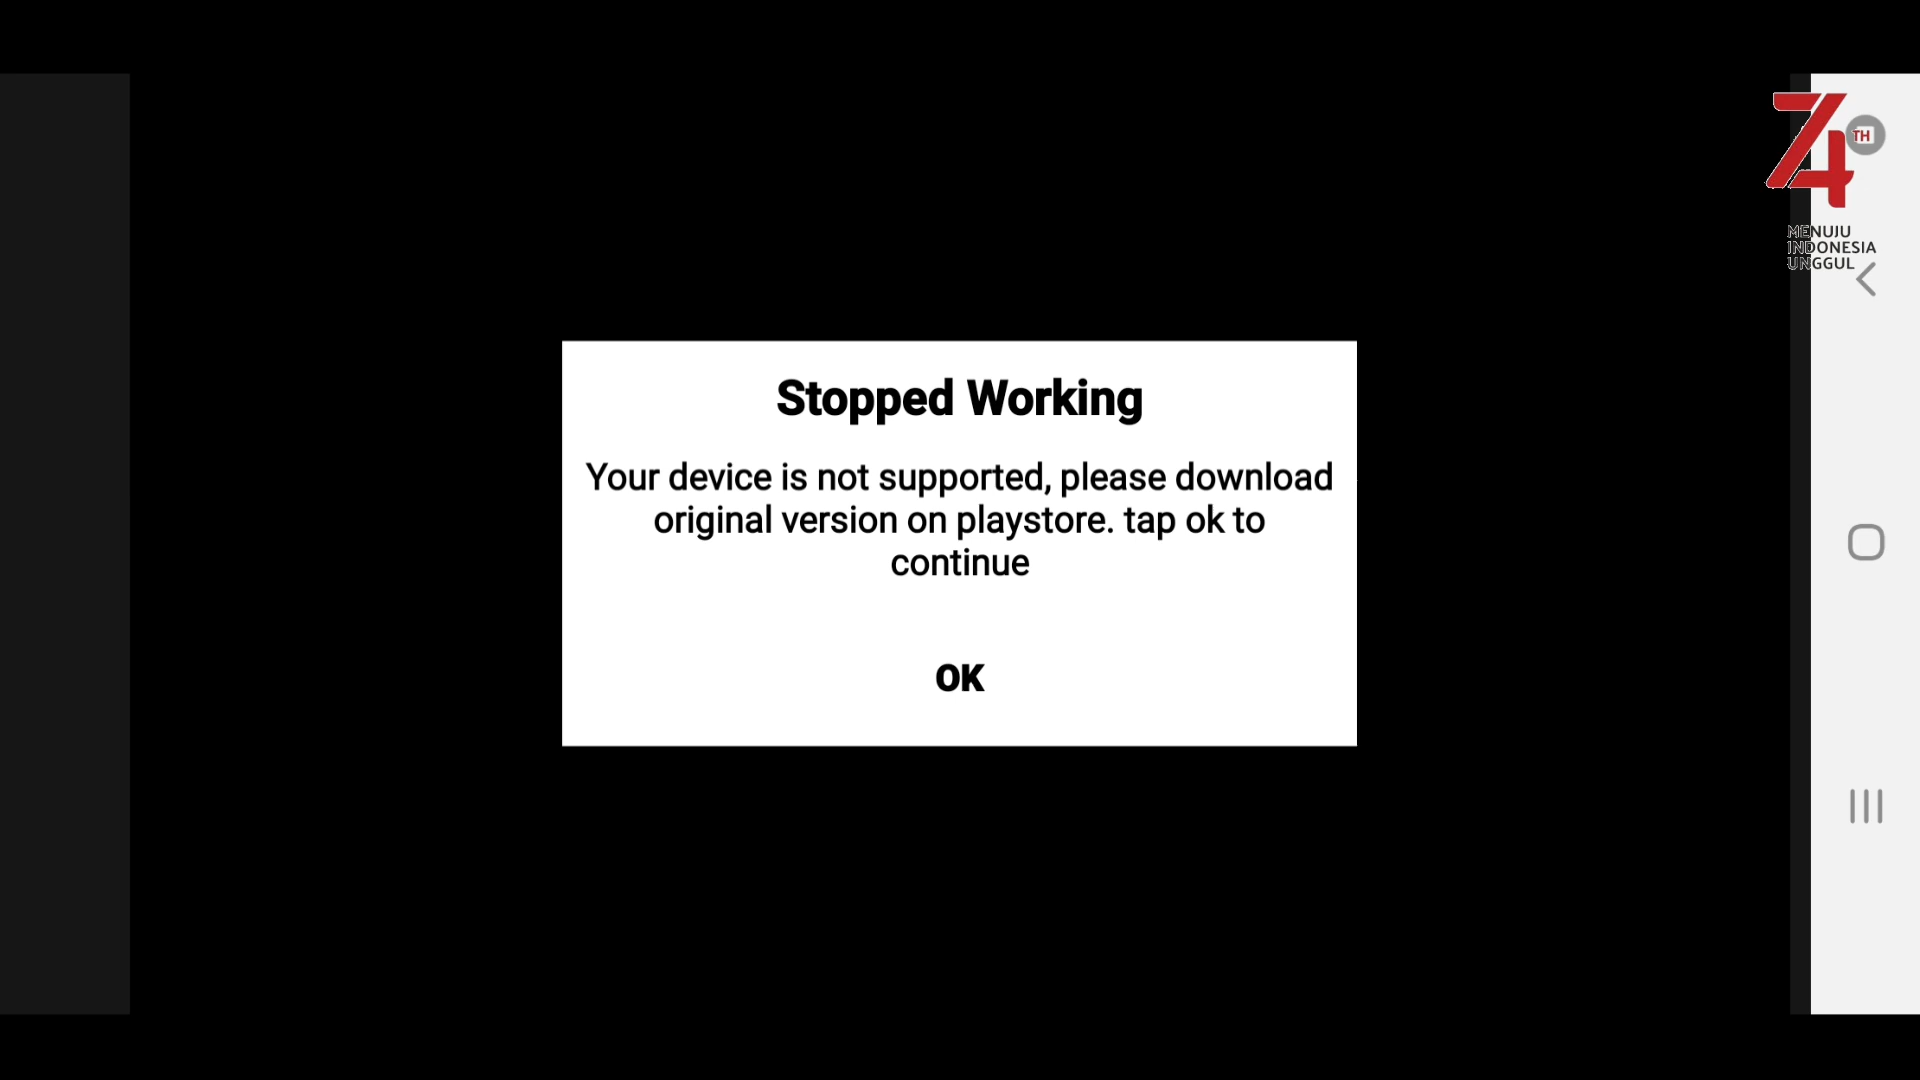 74
TH
MENUJU
INDONESIA
UNGGUL
Stopped Working
Your device is not supported, please download
original version on playstore. tap ok to
continue
OK